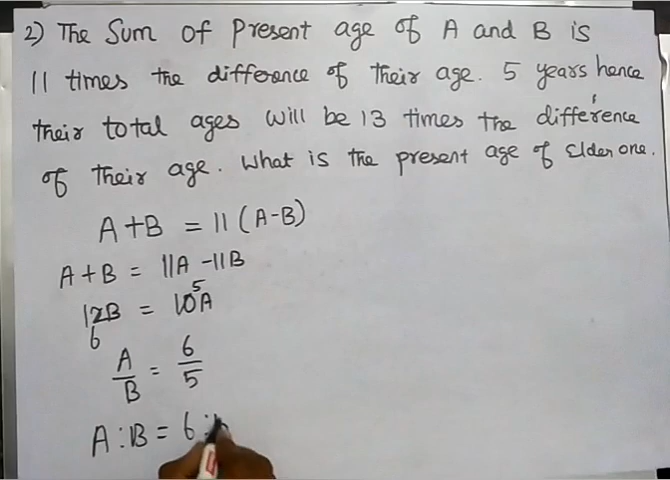 2) The Sum of Present age of A and B is
11 times the difference of their age. 5 years hence
their total ages will be 13 times the difference
of their age. What is the present age of Elder one.
A+B = 11 (A-B)
A+B = 11A -11B
5
12B = 10A
6
A/B = 6/5
A:B = 6: